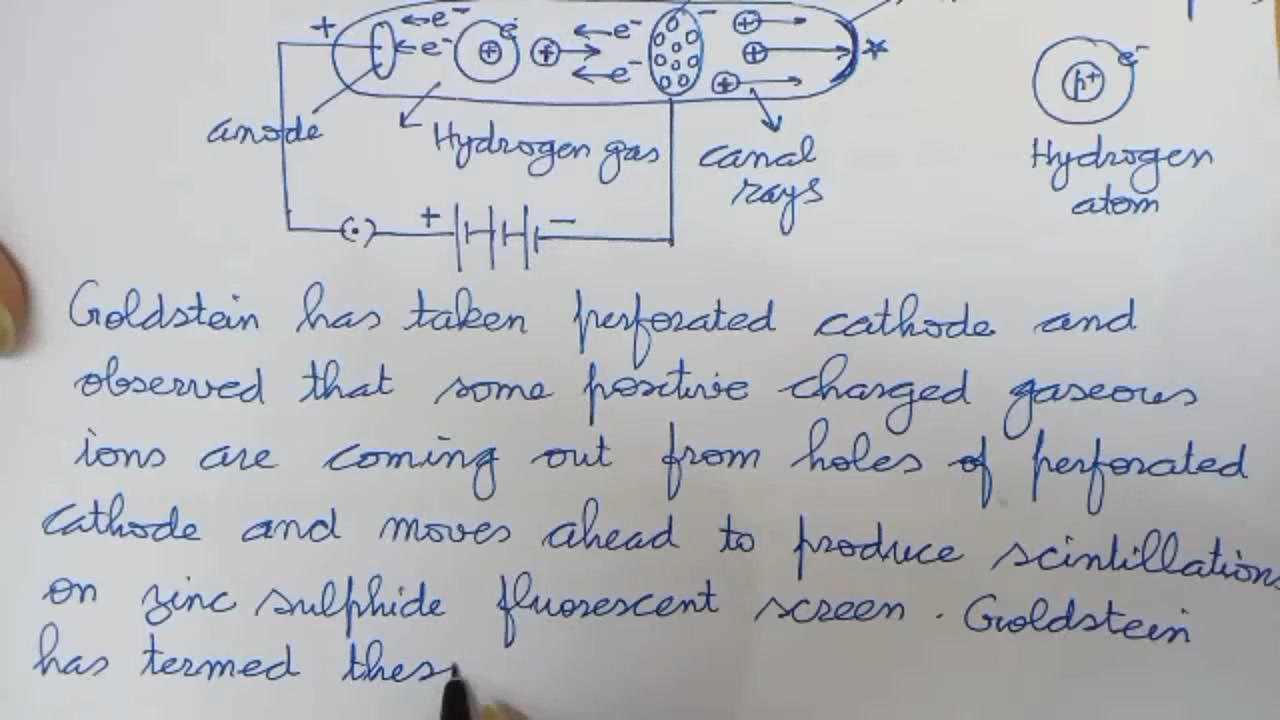 + e⁻ e⁻ + e⁻ + e⁻ e⁻ − + + +
e⁻
p⁺
anode
Hydrogen gas
canal
rays
Hydrogen
atom
+ −
Goldstein has taken perforated cathode and
observed that some positive charged gaseous
ions are coming out from holes of perforated
cathode and moves ahead to produce scintillations
on zinc sulphide fluorescent screen. Goldstein
has termed thes